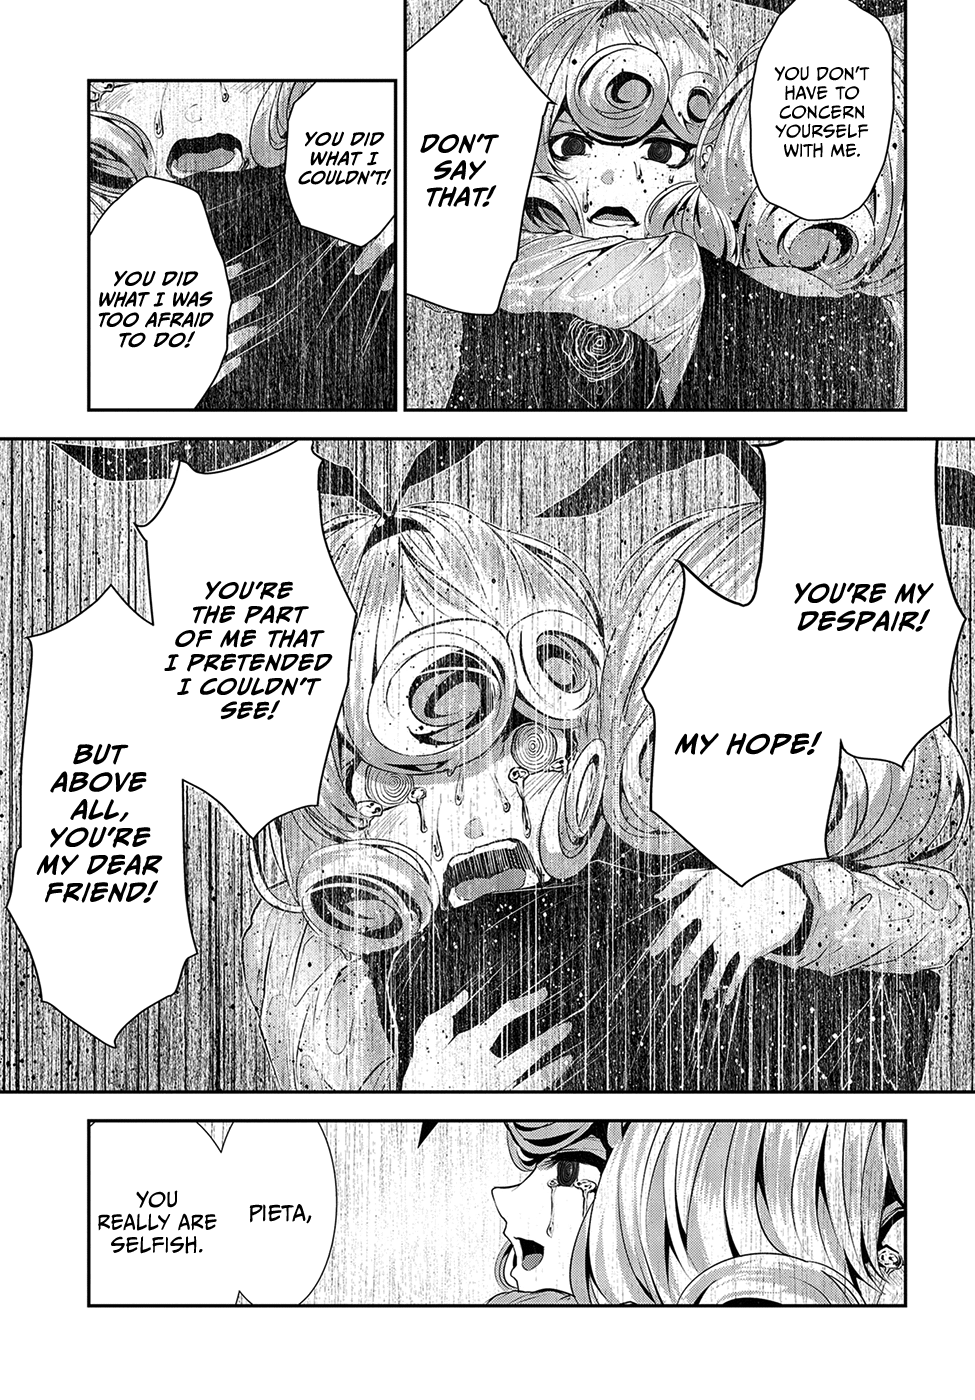 YOU DON'T
HAVE TO
CONCERN
YOURSELF
WITH ME.
DON'T
SAY
THAT!
YOU DID
WHAT I
COULDN'T!
YOU DID
WHAT I WAS
TOO AFRAID
TO DO!
YOU'RE MY
DESPAIR!
MY HOPE!
YOU'RE
THE PART
OF ME THAT
I PRETENDED
I COULDN'T
SEE!
BUT
ABOVE
ALL,
YOU'RE
MY DEAR
FRIEND!
PIETA,
YOU
REALLY ARE
SELFISH.